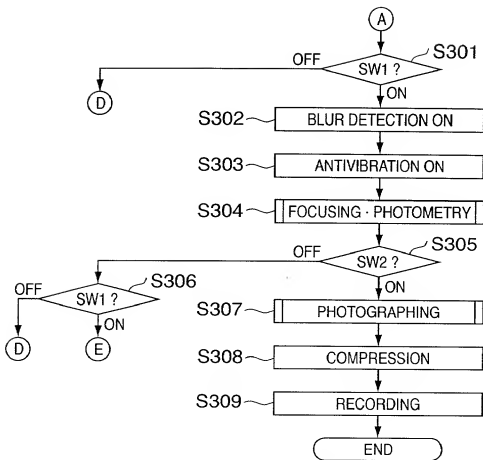 A
S301
OFF
SW1 ?
D
ON
S302
BLUR DETECTION ON
S303
ANTIVIBRATION ON
S304
FOCUSING · PHOTOMETRY
S305
OFF
SW2 ?
S306
OFF
SW1 ?
ON
ON
D
E
S307
PHOTOGRAPHING
S308
COMPRESSION
S309
RECORDING
END